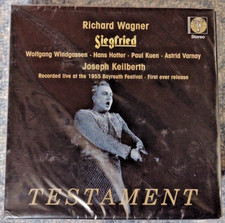 Richard Wagner
Siegfried
Wolfgang Windgassen · Hans Hotter · Paul Kuen · Astrid Varnay
Joseph Keilberth
Recorded live at the 1955 Bayreuth Festival · First ever release
Stereo
TESTAMENT